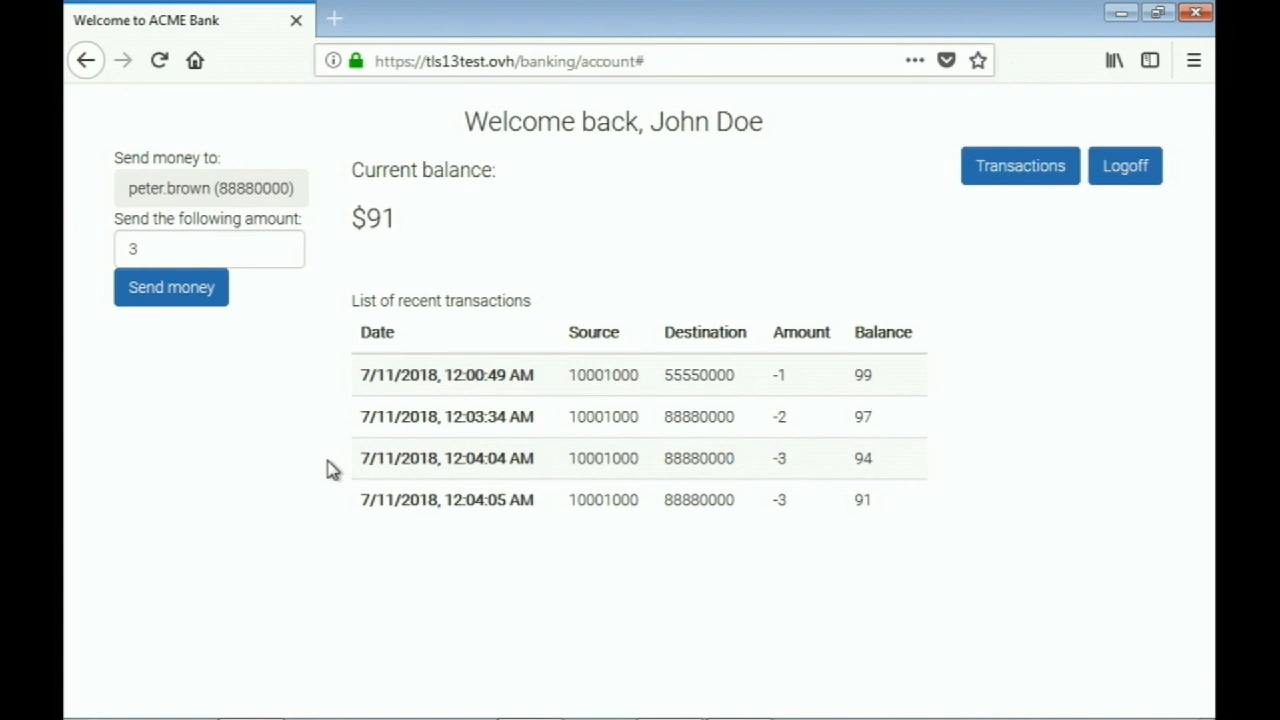 Welcome to ACME Bank
https://tls13test.ovh/banking/account#
Welcome back, John Doe
Send money to:
peter.brown (88880000)
Send the following amount:
3
Send money
Current balance:
$91
Transactions
Logoff
List of recent transactions
Date Source Destination Amount Balance
7/11/2018, 12:00:49 AM 10001000 55550000 -1 99
7/11/2018, 12:03:34 AM 10001000 88880000 -2 97
7/11/2018, 12:04:04 AM 10001000 88880000 -3 94
7/11/2018, 12:04:05 AM 10001000 88880000 -3 91